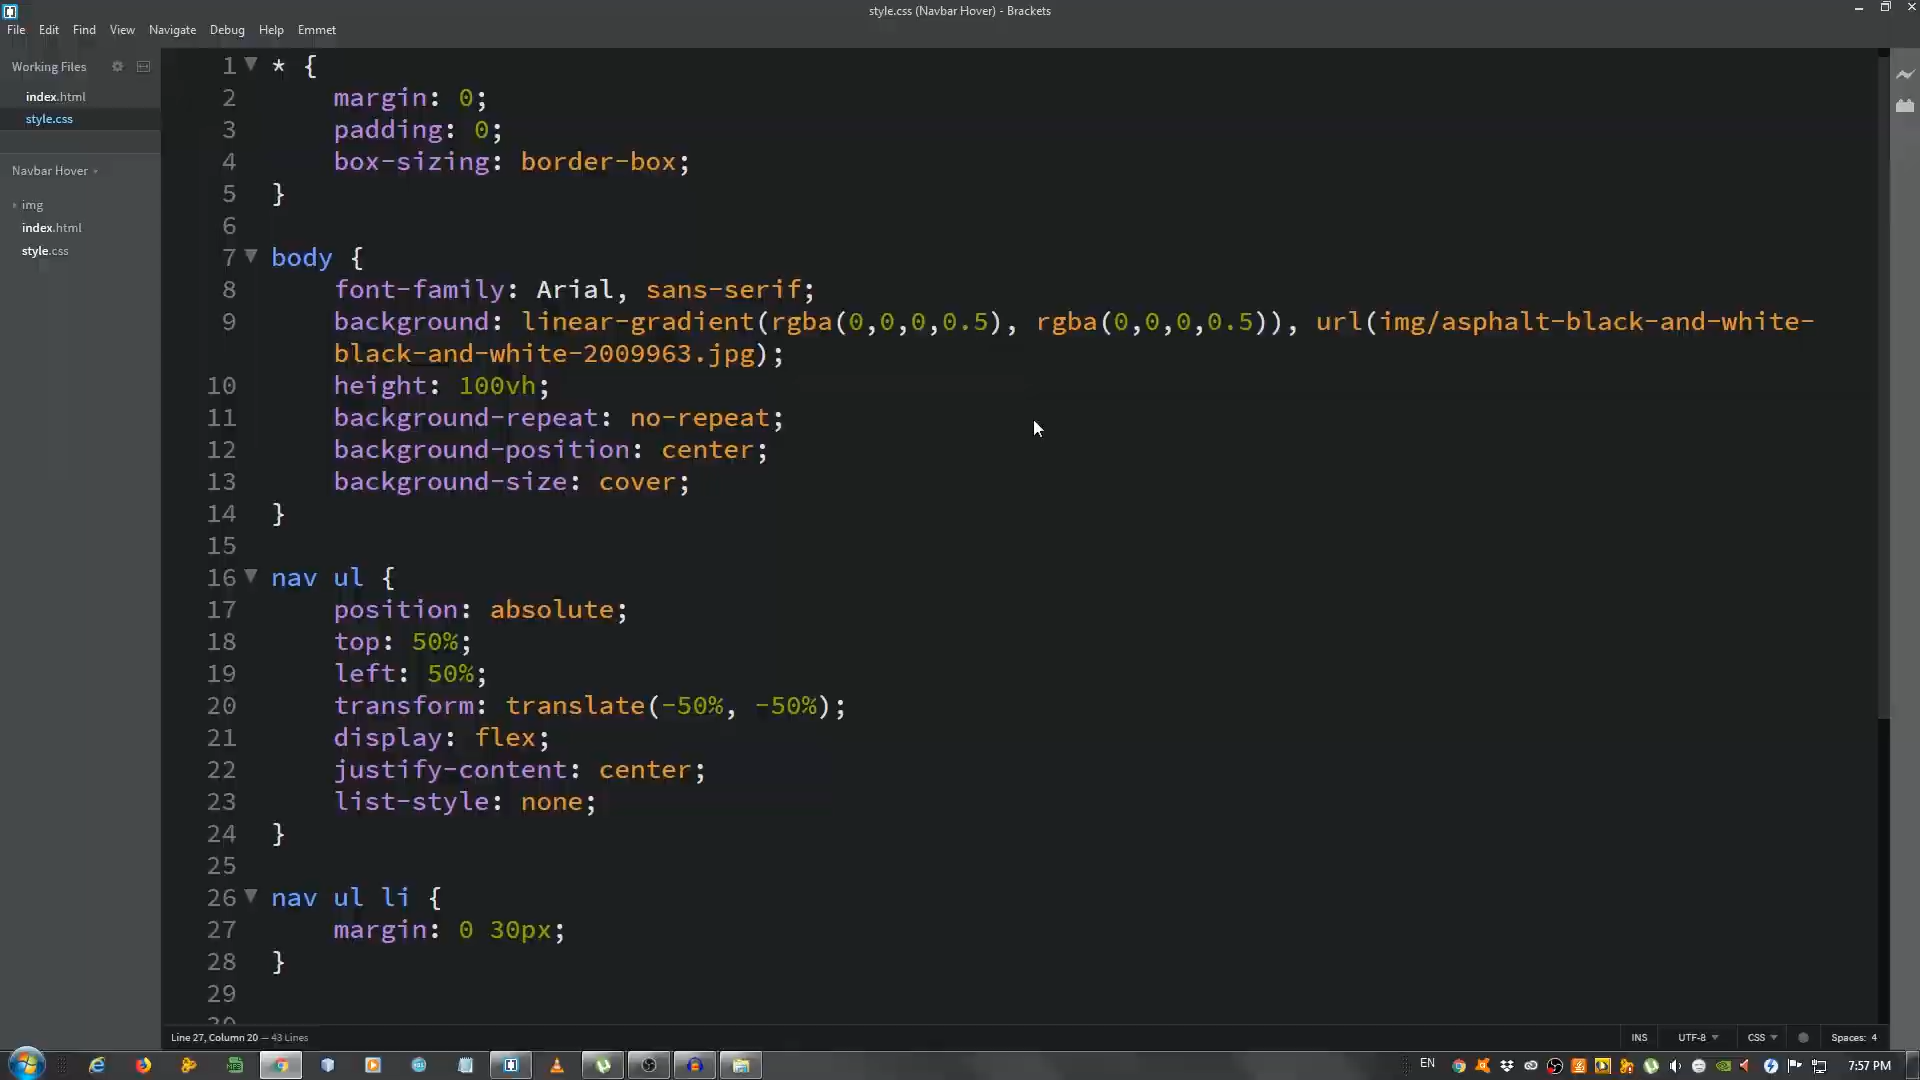 style.css (Navbar Hover) - Brackets
File Edit Find View Navigate Debug Help Emmet
Working Files
index.html
style.css
Navbar Hover
img
index.html
style.css
1 * {
2 margin: 0;
3 padding: 0;
4 box-sizing: border-box;
5 }
6
7 body {
8 font-family: Arial, sans-serif;
9 background: linear-gradient(rgba(0,0,0,0.5), rgba(0,0,0,0.5)), url(img/asphalt-black-and-white-
black-and-white-2009963.jpg);
10 height: 100vh;
11 background-repeat: no-repeat;
12 background-position: center;
13 background-size: cover;
14 }
15
16 nav ul {
17 position: absolute;
18 top: 50%;
19 left: 50%;
20 transform: translate(-50%, -50%);
21 display: flex;
22 justify-content: center;
23 list-style: none;
24 }
25
26 nav ul li {
27 margin: 0 30px;
28 }
29
30
Line 27, Column 20 — 43 Lines
INS UTF-8 CSS Spaces: 4
EN 7:57 PM